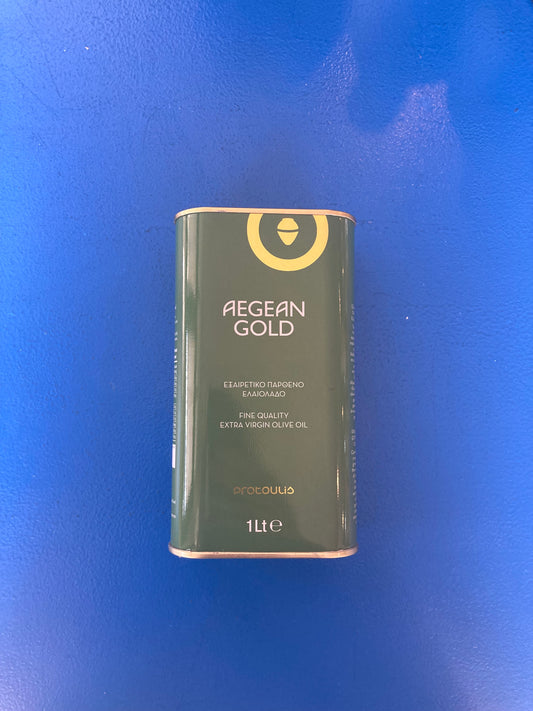 AEGEAN
GOLD
ΕΞΑΙΡΕΤΙΚΟ ΠΑΡΘΕΝΟ
ΕΛΑΙΟΛΑΔΟ
FINE QUALITY
EXTRA VIRGIN OLIVE OIL
protoulis
1Lt℮